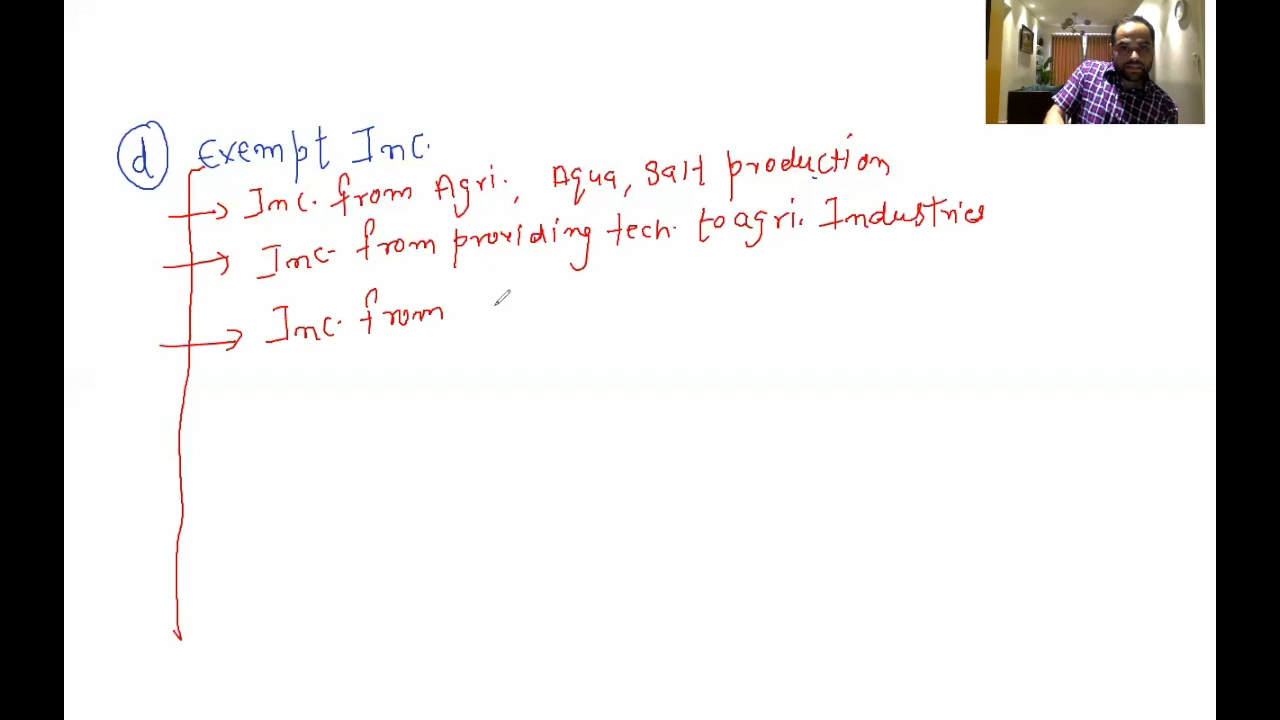 d Exempt Inc.
Inc. from Agri., Aqua, Salt production
Inc. from providing tech. to agri. Industries
Inc. from